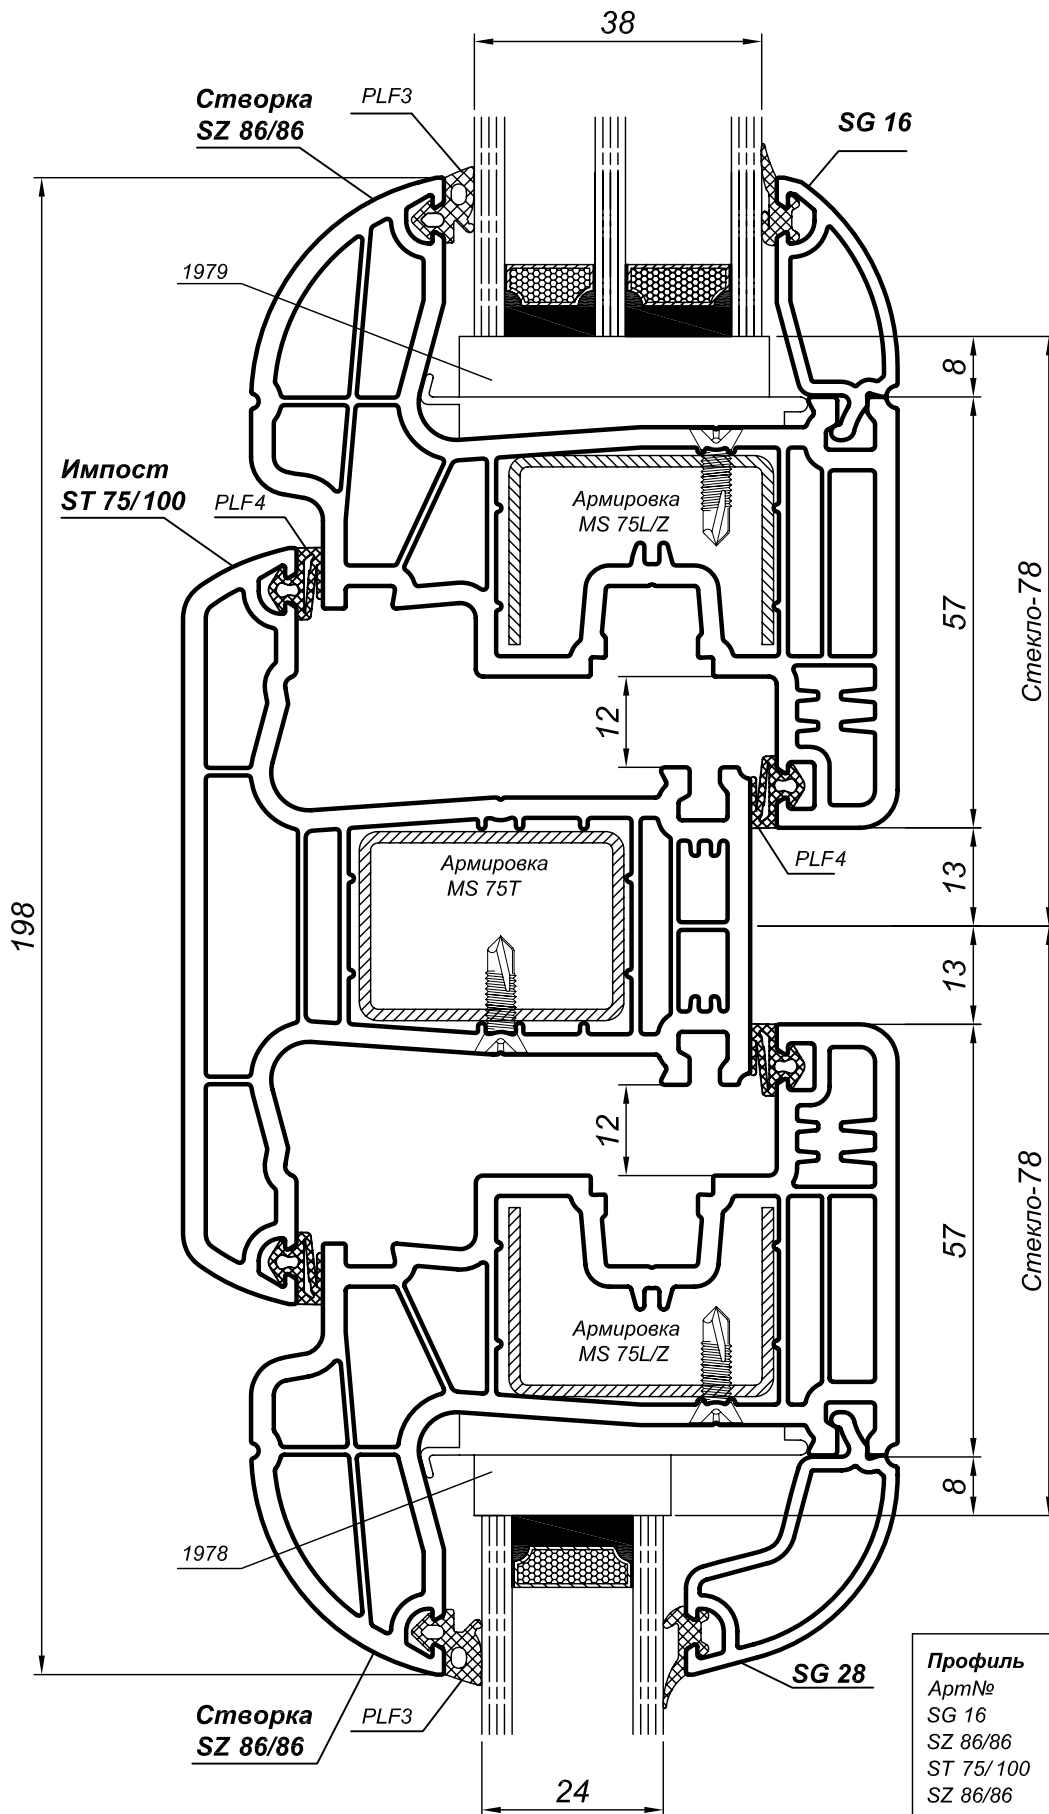 38
Створка
SZ 86/86
PLF3
SG 16
1979
8
Импост
ST 75/100
PLF4
Армировка
MS 75L/Z
57
Стекло-78
12
Армировка
MS 75T
PLF4
13
198
13
12
57
Стекло-78
Армировка
MS 75L/Z
8
1978
SG 28
Створка
SZ 86/86
PLF3
24
Профиль
Арт№
SG 16
SZ 86/86
ST 75/100
SZ 86/86